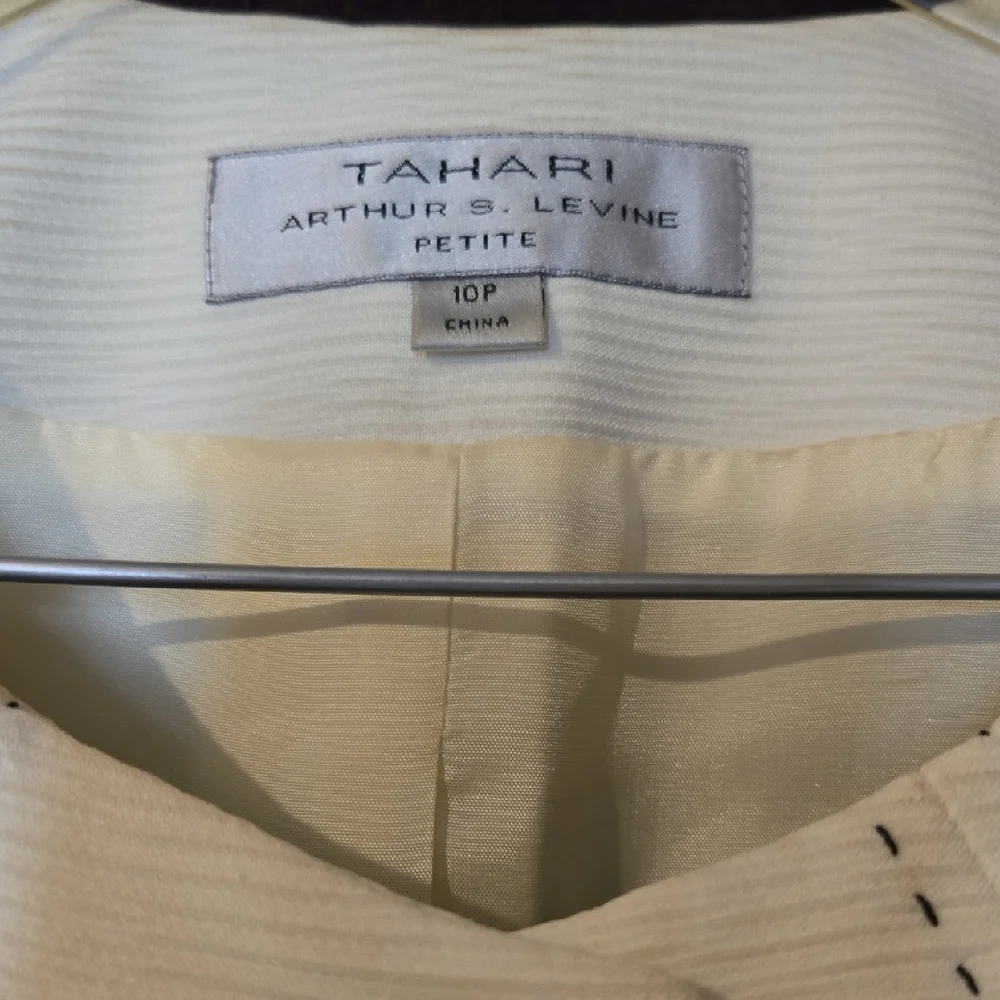 TAHARI
ARTHUR S. LEVINE
PETITE
10P
CHINA